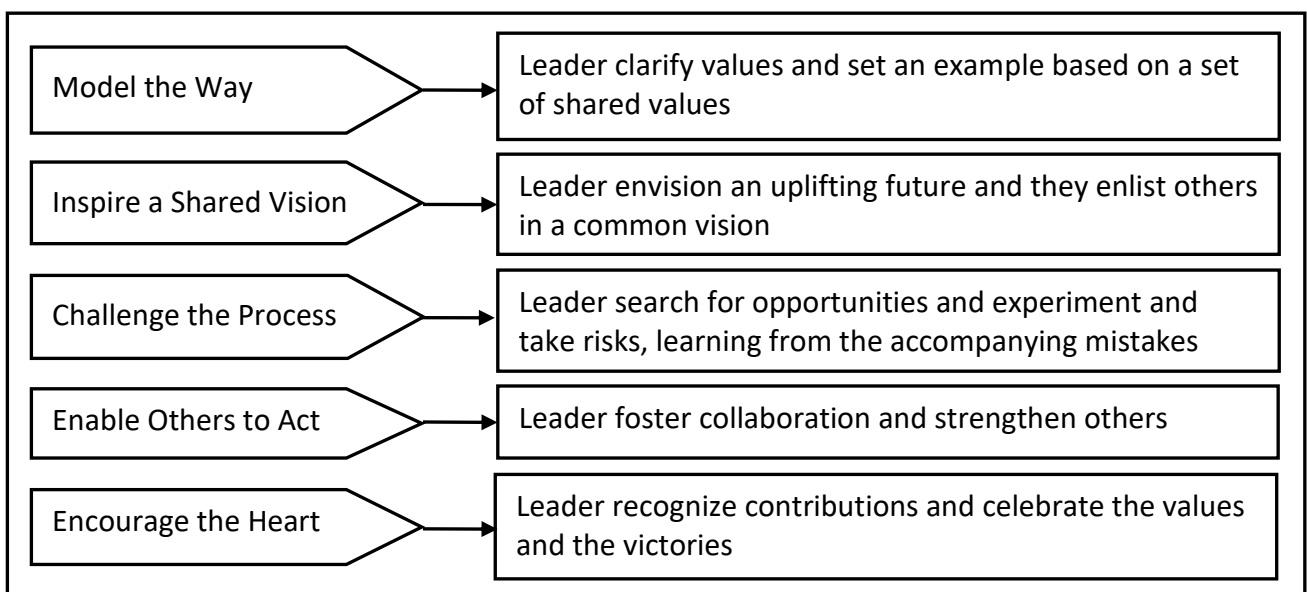 Model the Way
Leader clarify values and set an example based on a set
of shared values
Inspire a Shared Vision
Leader envision an uplifting future and they enlist others
in a common vision
Challenge the Process
Leader search for opportunities and experiment and
take risks, learning from the accompanying mistakes
Enable Others to Act
Leader foster collaboration and strengthen others
Encourage the Heart
Leader recognize contributions and celebrate the values
and the victories